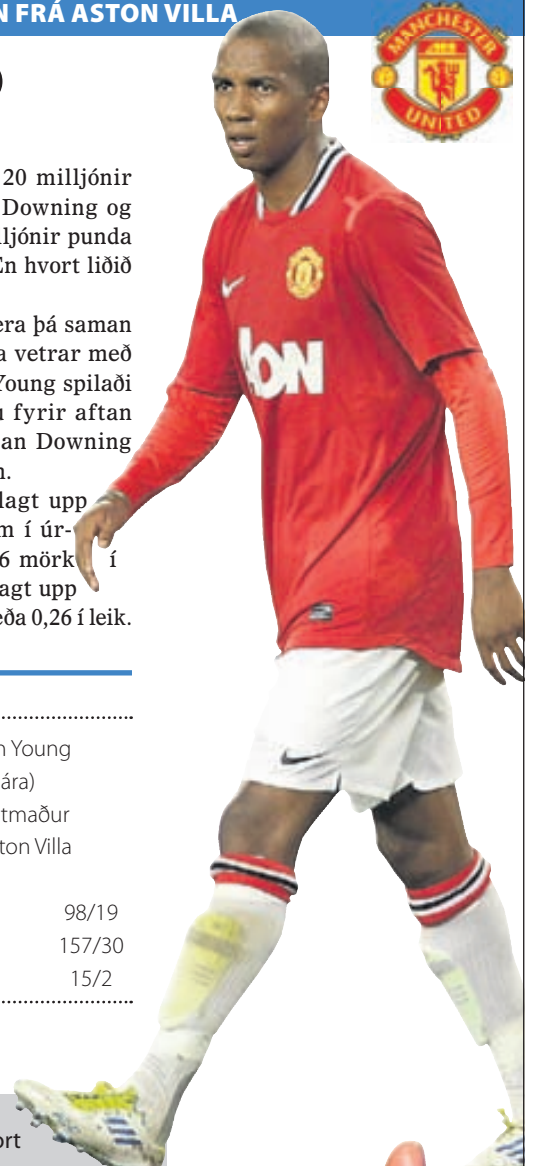 N FRÁ ASTON VILLA
MANCHESTER
UNITED
)
20 milljónir
Downing og
lljónir punda
En hvort liðið
era þá saman
a vetrar með
Young spilaði
u fyrir aftan
an Downing
n.
lagt upp
m í úr-
6 mörk í
agt upp
eða 0,26 í leik.
AON
n Young
ára)
tmaður
ton Villa
98/19
157/30
15/2
ort